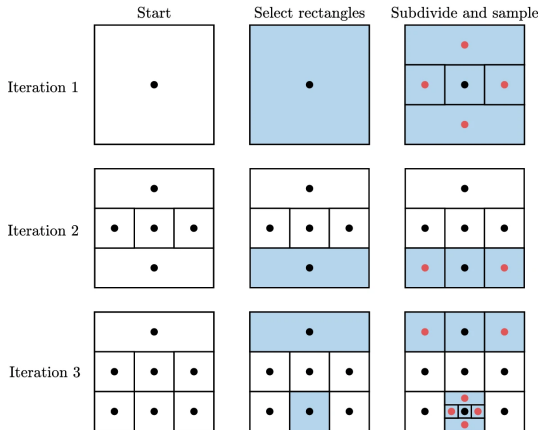 Start Select rectangles Subdivide and sample
Iteration 1
Iteration 2
Iteration 3